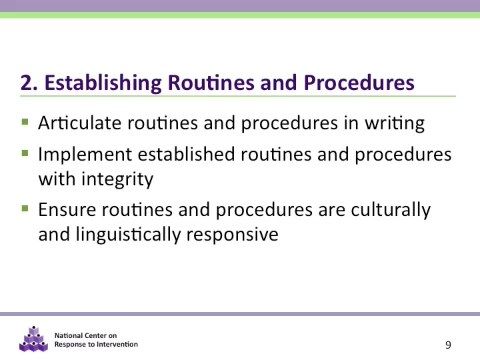 2. Establishing Routines and Procedures
Articulate routines and procedures in writing
Implement established routines and procedures
with integrity
Ensure routines and procedures are culturally
and linguistically responsive
National Center on
Response to Intervention
9